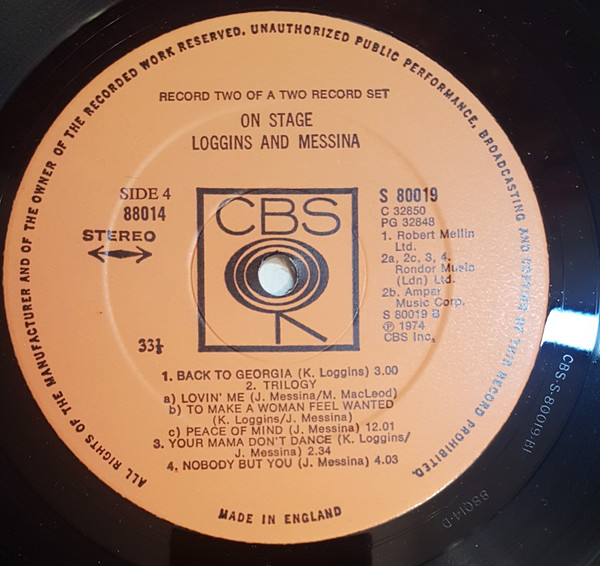 ALL RIGHTS OF THE MANUFACTURER AND OF THE OWNER OF THE RECORDED WORK RESERVED. UNAUTHORIZED PUBLIC PERFORMANCE, BROADCASTING AND COPYING OF THIS RECORD PROHIBITED.
RECORD TWO OF A TWO RECORD SET
ON STAGE
LOGGINS AND MESSINA
SIDE 4
88014
STEREO
33⅓
CBS
S 80019
C 32850
PG 32848
1. Robert Mellin
Ltd.
2a, 2c, 3, 4,
Rondor Music
(Ldn) Ltd.
2b. Ampar
Music Corp.
S 80019 B
℗ 1974
CBS Inc.
1. BACK TO GEORGIA (K. Loggins) 3.00
2. TRILOGY
a) LOVIN' ME (J. Messina/M. MacLeod)
b) TO MAKE A WOMAN FEEL WANTED
(K. Loggins/J. Messina)
c) PEACE OF MIND (J. Messina) 12.01
3. YOUR MAMA DON'T DANCE (K. Loggins/
J. Messina) 2.34
4. NOBODY BUT YOU (J. Messina) 4.03
MADE IN ENGLAND
CBS-S-80019-B1
88014-D